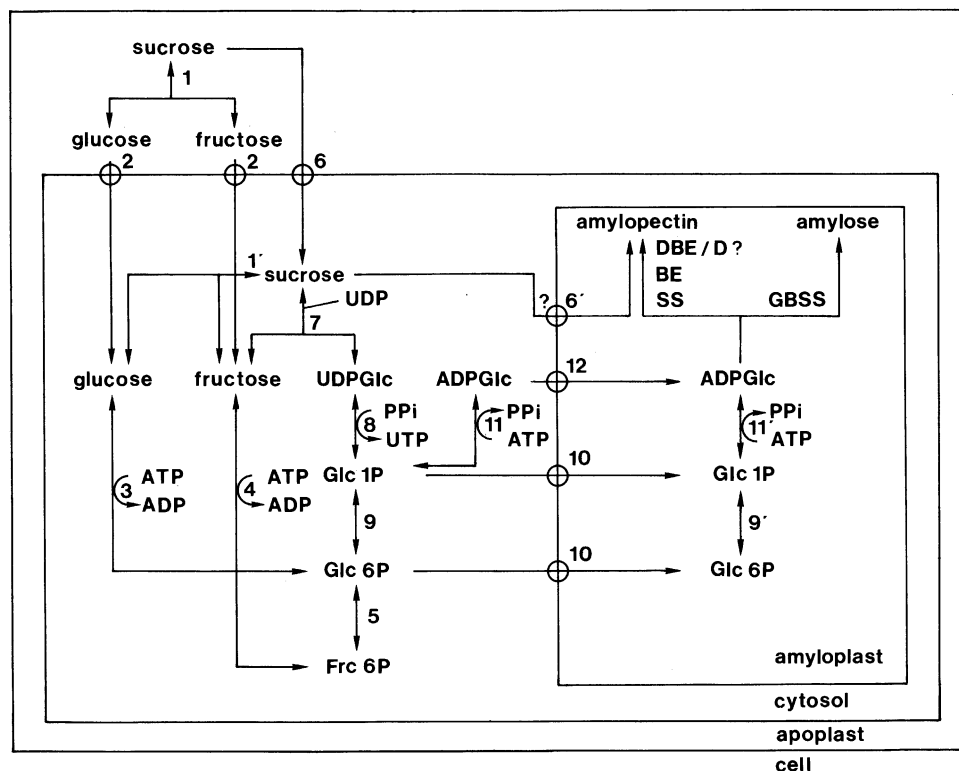 sucrose
1
glucose fructose
2 2 6
amylopectin amylose
DBE / D ?
1´ BE
sucrose ? 6´ SS GBSS
UDP
7
glucose fructose UDPGlc ADPGlc 12 ADPGlc
8 PPi UTP 11 PPi ATP 11´ PPi ATP
3 ATP ADP 4 ATP ADP Glc 1P 10 Glc 1P
9 9´
Glc 6P 10 Glc 6P
5
Frc 6P
amyloplast
cytosol
apoplast
cell